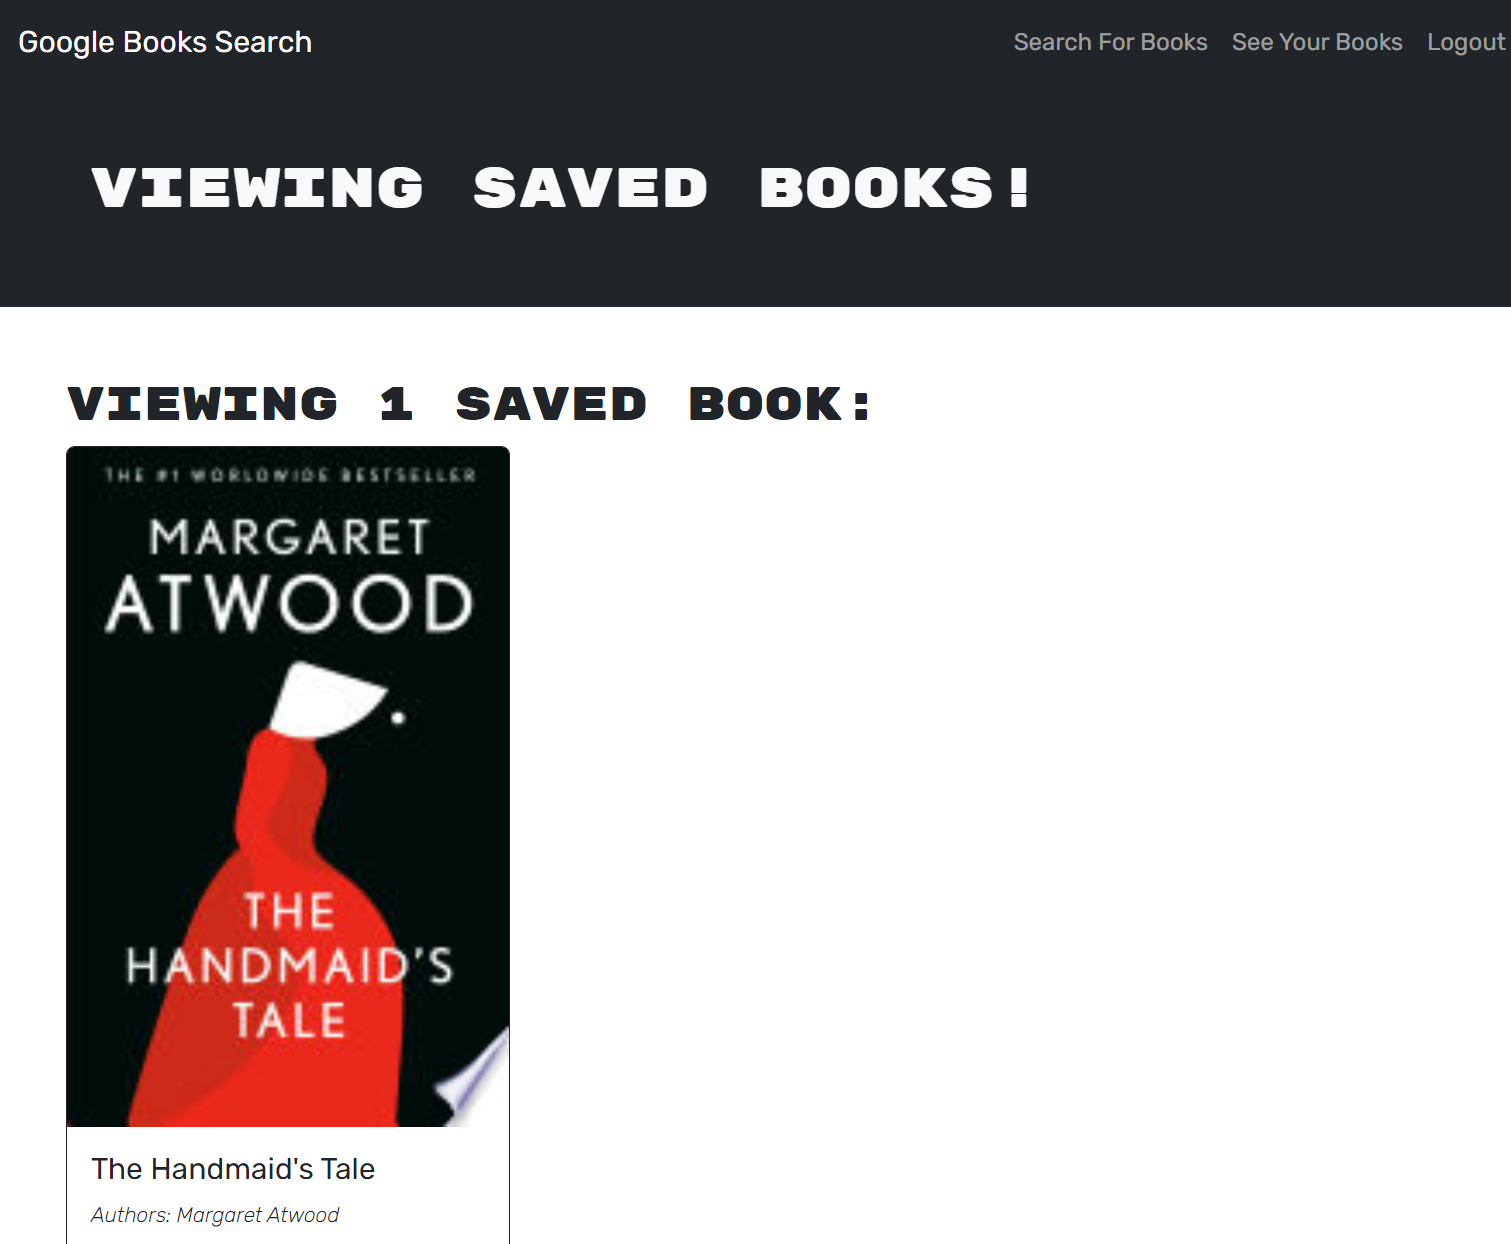 Google Books Search
Search For Books See Your Books Logout
VIEWING SAVED BOOKS!
VIEWING 1 SAVED BOOK:
THE #1 WORLDWIDE BESTSELLER
MARGARET
ATWOOD
THE
HANDMAID'S
TALE
The Handmaid's Tale
Authors: Margaret Atwood